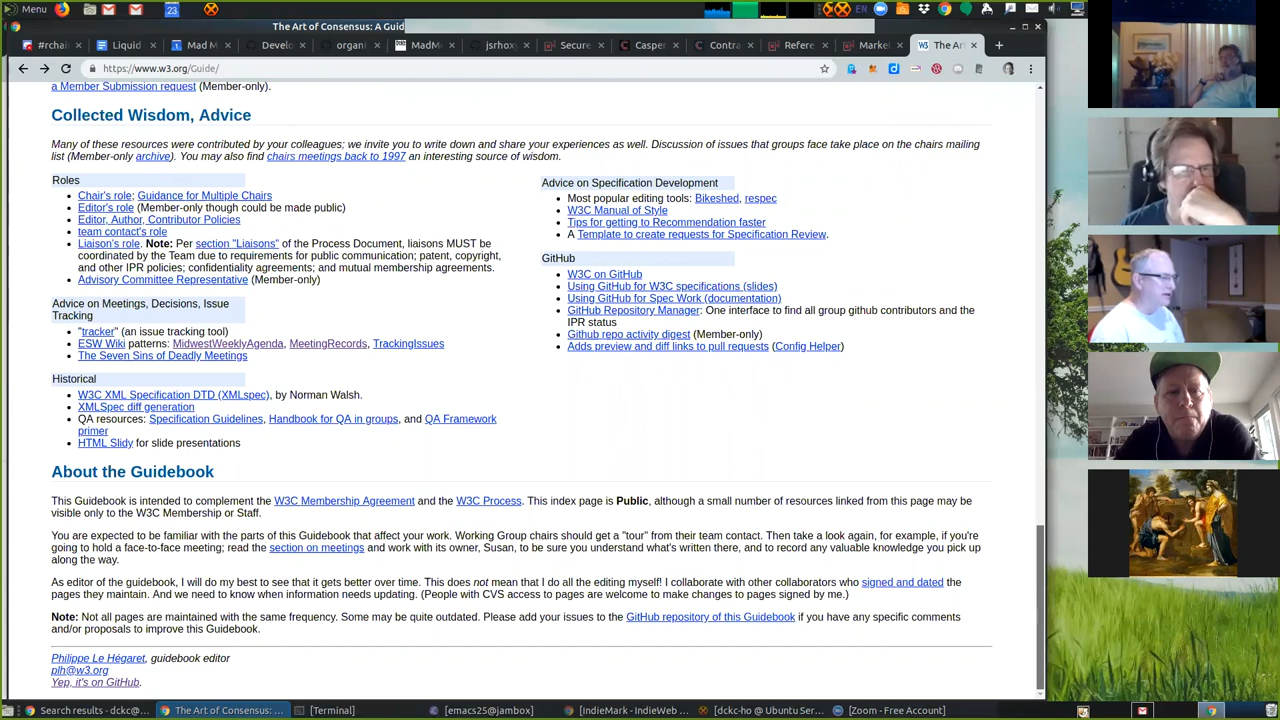 Menu
23
EN
The Art of Consensus: A Guid
#rchai
Liquid
Mad M
Develo
organi
MadM
jsrhox
Secure
Casper
Contra
Refere
Market
The Ar
https://www.w3.org/Guide/
a Member Submission request (Member-only).
Collected Wisdom, Advice
Many of these resources were contributed by your colleagues; we invite you to write down and share your experiences as well. Discussion of issues that groups face take place on the chairs mailing
list (Member-only archive). You may also find chairs meetings back to 1997 an interesting source of wisdom.
Roles
Chair's role; Guidance for Multiple Chairs
Editor's role (Member-only though could be made public)
Editor, Author, Contributor Policies
team contact's role
Liaison's role. Note: Per section "Liaisons" of the Process Document, liaisons MUST be
coordinated by the Team due to requirements for public communication; patent, copyright,
and other IPR policies; confidentiality agreements; and mutual membership agreements.
Advisory Committee Representative (Member-only)
Advice on Meetings, Decisions, Issue
Tracking
"tracker" (an issue tracking tool)
ESW Wiki patterns: MidwestWeeklyAgenda, MeetingRecords, TrackingIssues
The Seven Sins of Deadly Meetings
Historical
W3C XML Specification DTD (XMLspec), by Norman Walsh.
XMLSpec diff generation
QA resources: Specification Guidelines, Handbook for QA in groups, and QA Framework
primer
HTML Slidy for slide presentations
Advice on Specification Development
Most popular editing tools: Bikeshed, respec
W3C Manual of Style
Tips for getting to Recommendation faster
A Template to create requests for Specification Review.
GitHub
W3C on GitHub
Using GitHub for W3C specifications (slides)
Using GitHub for Spec Work (documentation)
GitHub Repository Manager: One interface to find all group github contributors and the
IPR status
Github repo activity digest (Member-only)
Adds preview and diff links to pull requests (Config Helper)
About the Guidebook
This Guidebook is intended to complement the W3C Membership Agreement and the W3C Process. This index page is Public, although a small number of resources linked from this page may be
visible only to the W3C Membership or Staff.
You are expected to be familiar with the parts of this Guidebook that affect your work. Working Group chairs should get a "tour" from their team contact. Then take a look again, for example, if you're
going to hold a face-to-face meeting; read the section on meetings and work with its owner, Susan, to be sure you understand what's written there, and to record any valuable knowledge you pick up
along the way.
As editor of the guidebook, I will do my best to see that it gets better over time. This does not mean that I do all the editing myself! I collaborate with other collaborators who signed and dated the
pages they maintain. And we need to know when information needs updating. (People with CVS access to pages are welcome to make changes to pages signed by me.)
Note: Not all pages are maintained with the same frequency. Some may be quite outdated. Please add your issues to the GitHub repository of this Guidebook if you have any specific comments
and/or proposals to improve this Guidebook.
Philippe Le Hégaret, guidebook editor
plh@w3.org
Yep, it's on GitHub.
Search results - dckc@...
The Art of Consensus: ...
[Terminal]
[emacs25@jambox]
[IndieMark - IndieWeb ...
[dckc-ho @ Ubuntu Ser...
[Zoom - Free Account]